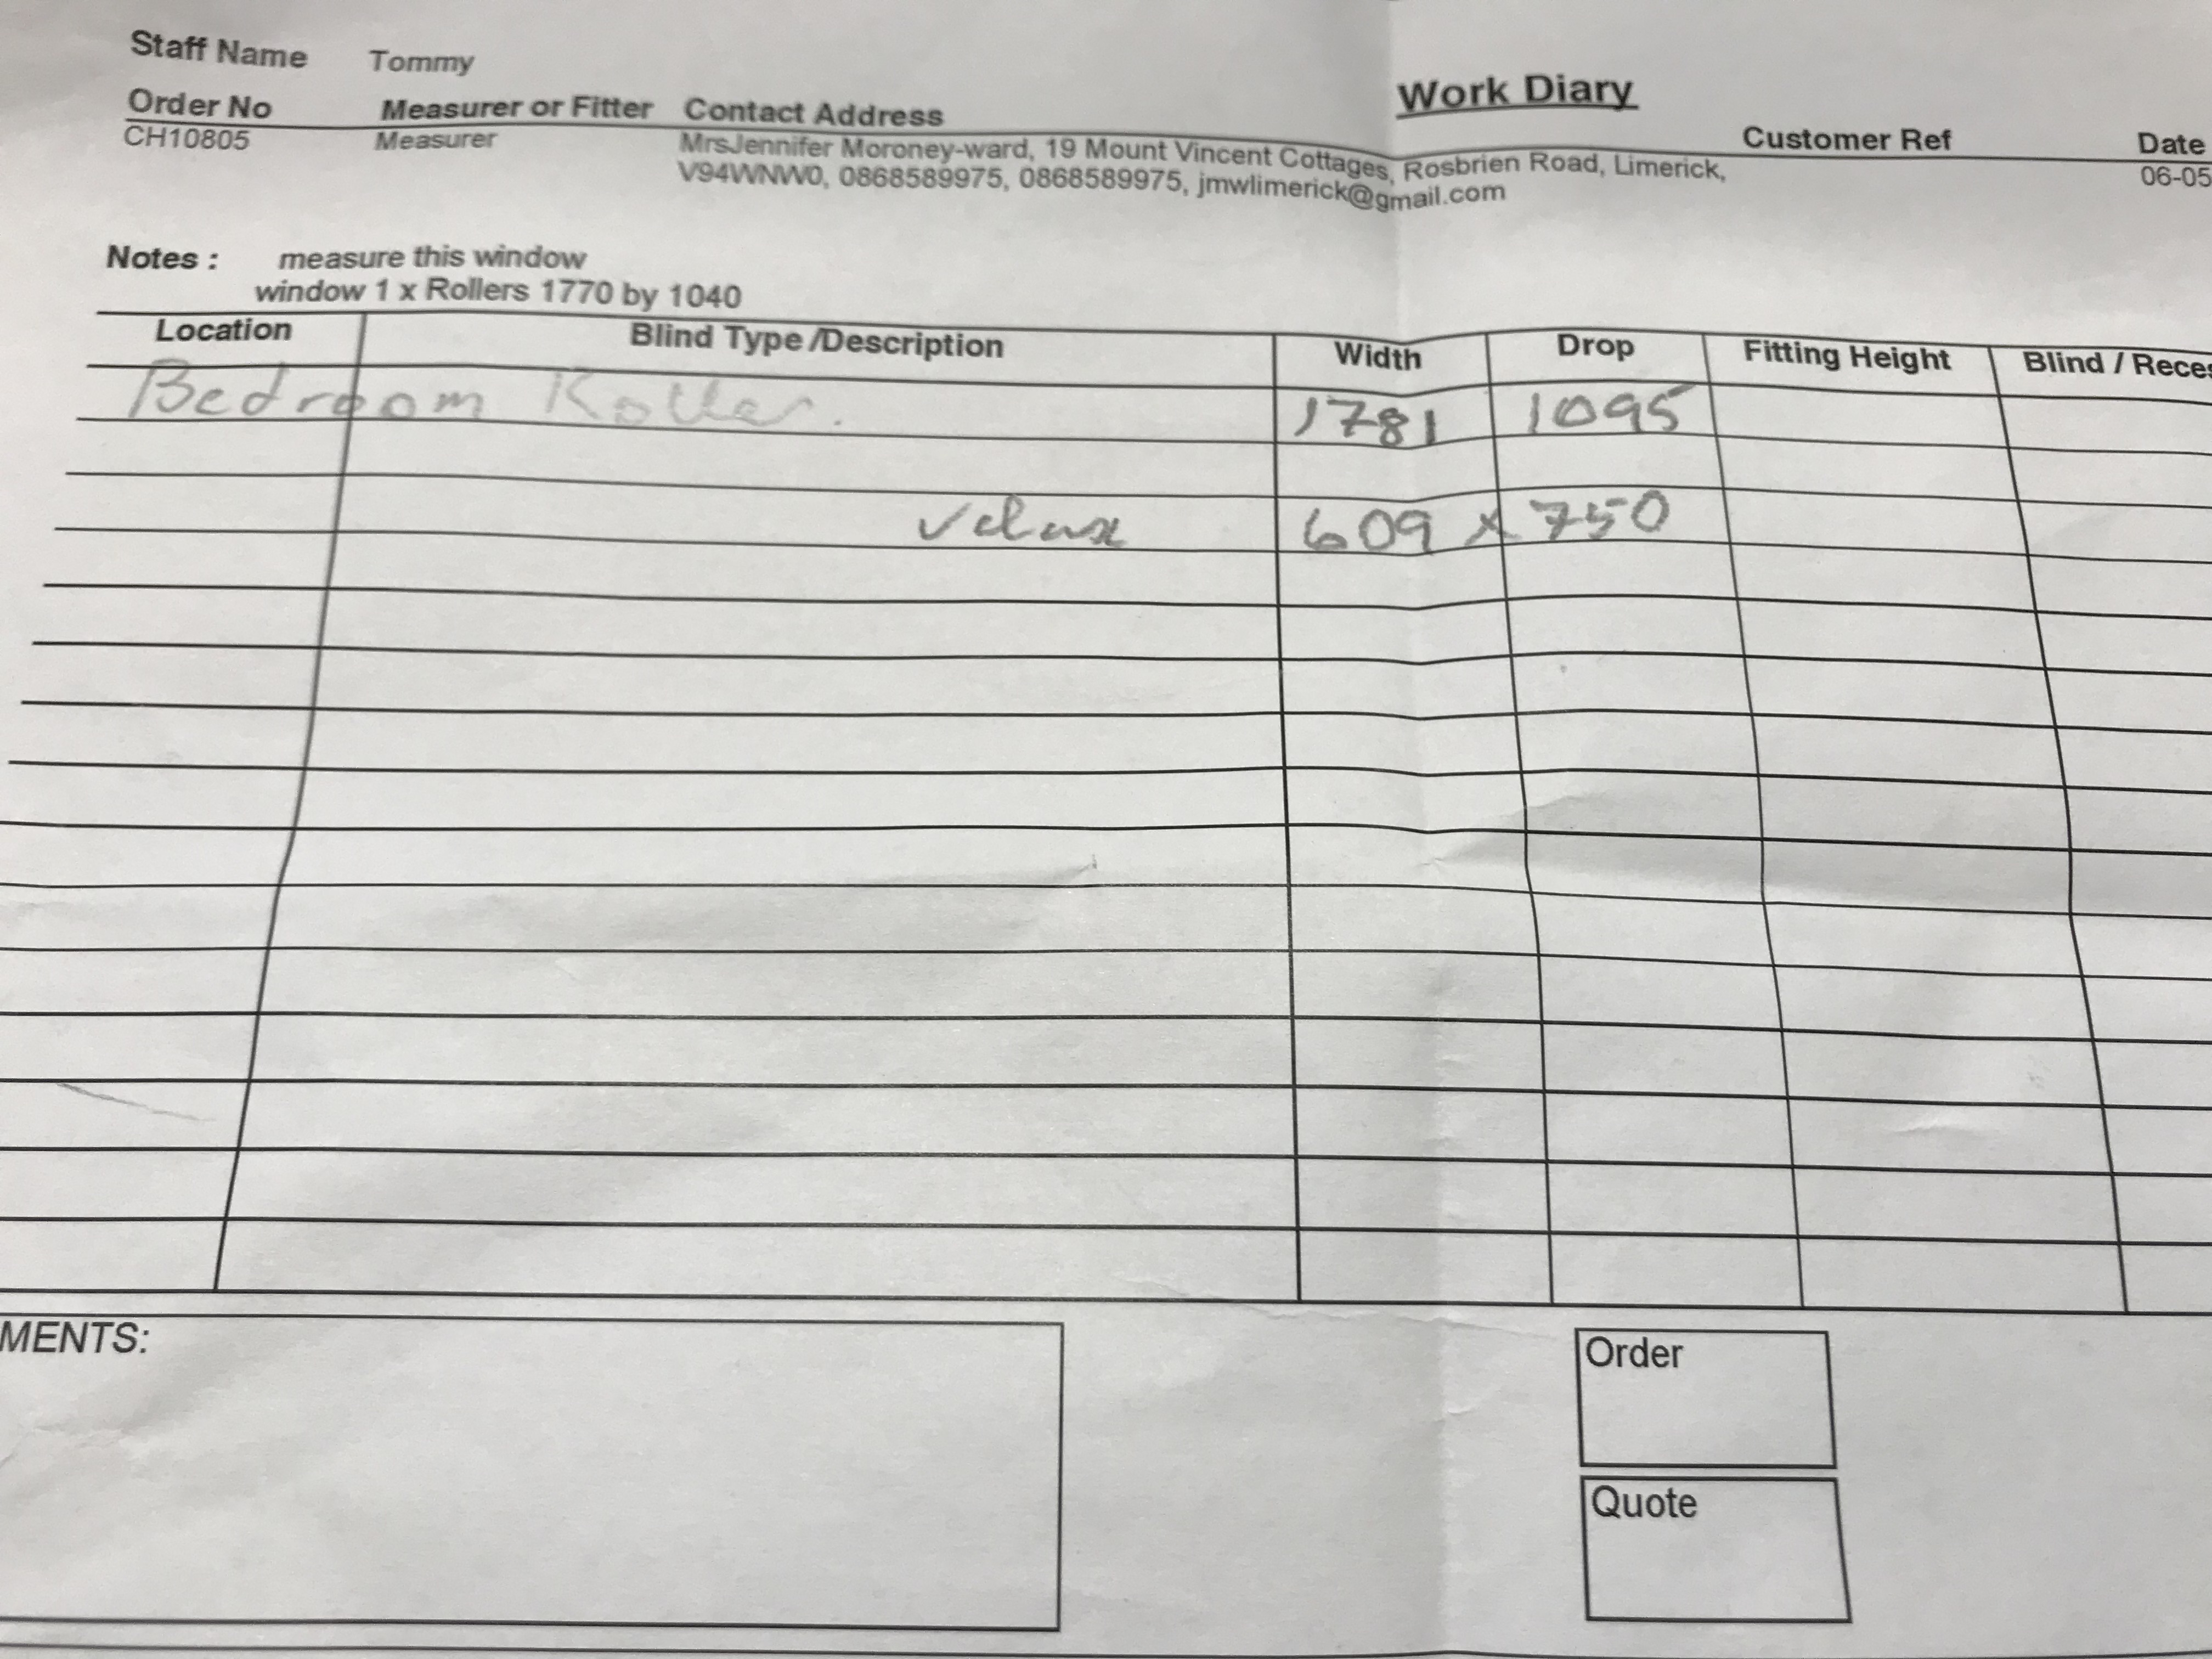 Staff Name Tommy
Work Diary
Order No Measurer or Fitter Contact Address Customer Ref Date
CH10805 Measurer MrsJennifer Moroney-ward, 19 Mount Vincent Cottages, Rosbrien Road, Limerick, 06-05
V94WNW0, 0868589975, 0868589975, jmwlimerick@gmail.com
Notes : measure this window
window 1 x Rollers 1770 by 1040
Location Blind Type /Description Width Drop Fitting Height Blind / Reces
Bedroom Roller. 1781 1095
Velux 609 x 750
MENTS:
Order
Quote